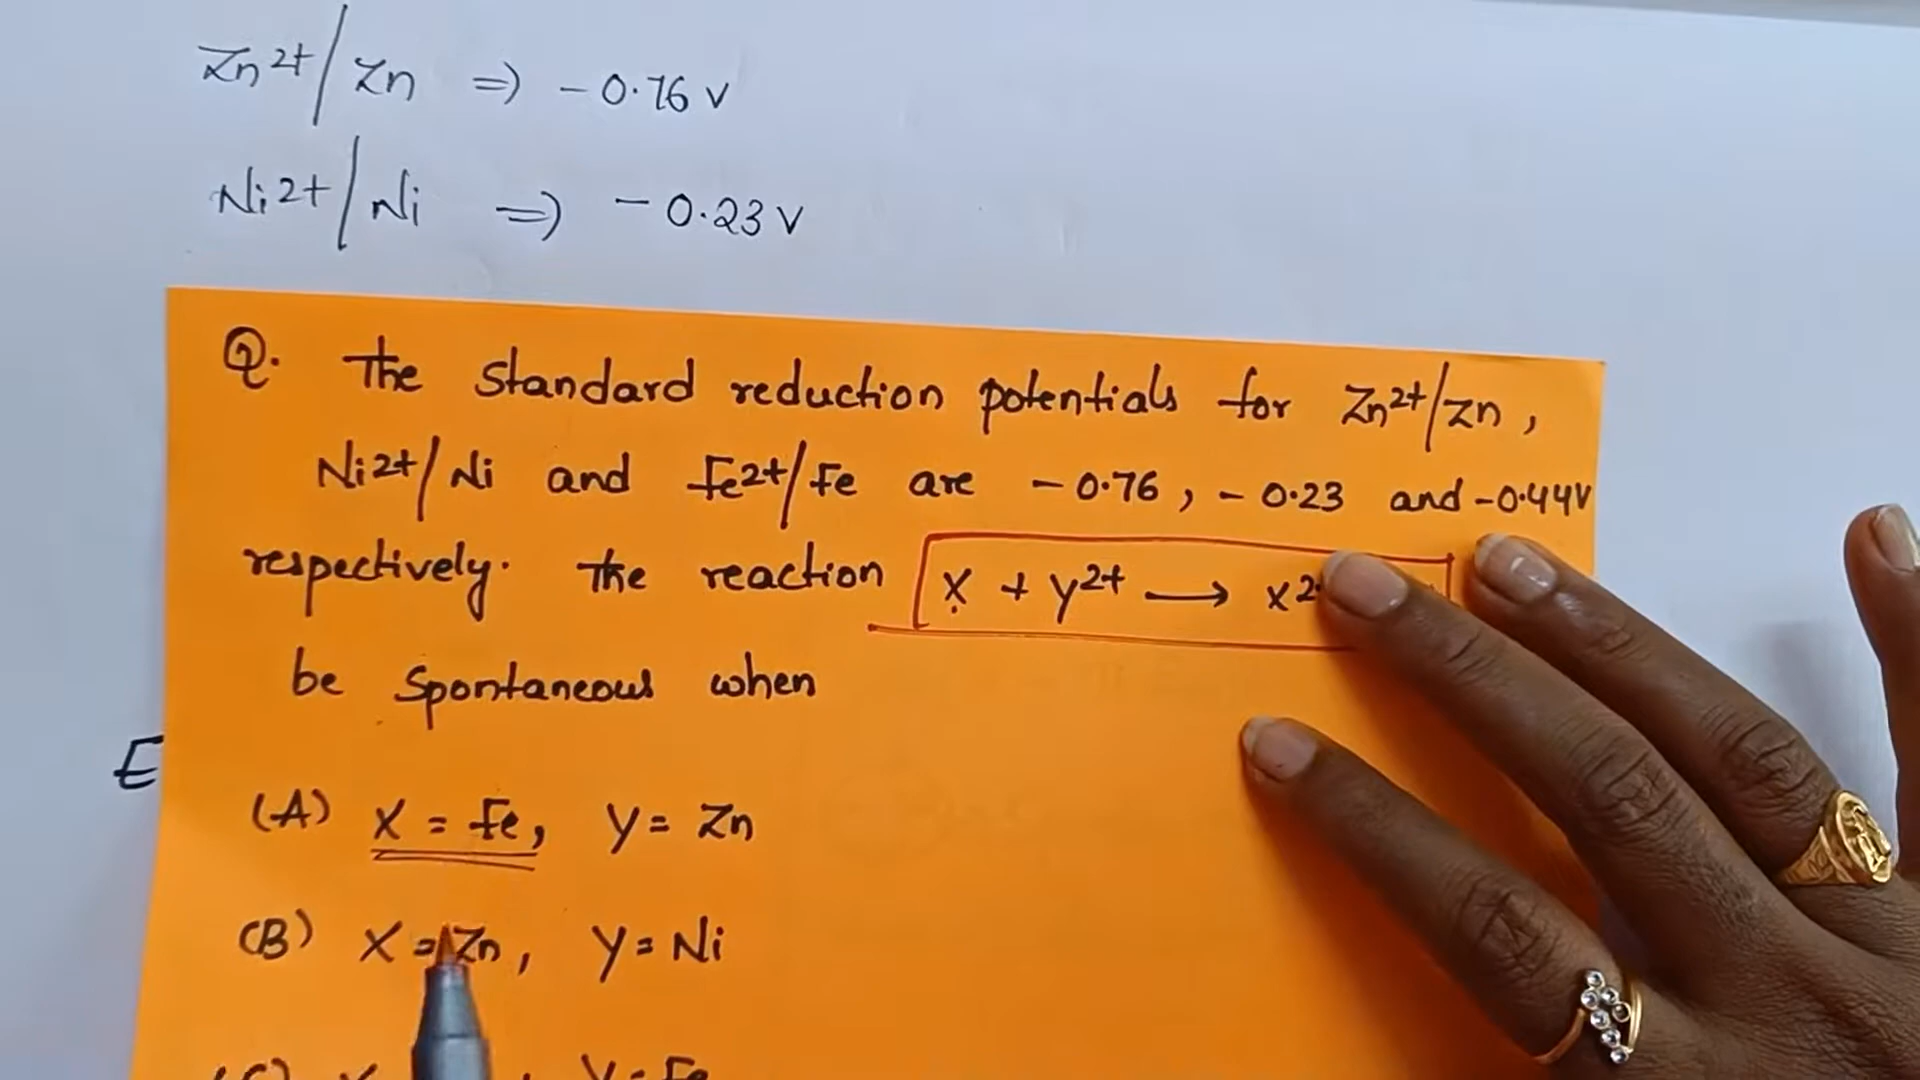 Zn2+/Zn ⇒ -0.76 V
Ni2+/Ni ⇒ -0.23 V
Q. The standard reduction potentials for Zn2+/Zn,
Ni2+/Ni and Fe2+/Fe are -0.76, -0.23 and -0.44V
respectively. The reaction X + Y2+ → X2
be spontaneous when
E
(A) X = Fe, Y = Zn
(B) X = Zn, Y = Ni
(C) X , Y = Fe